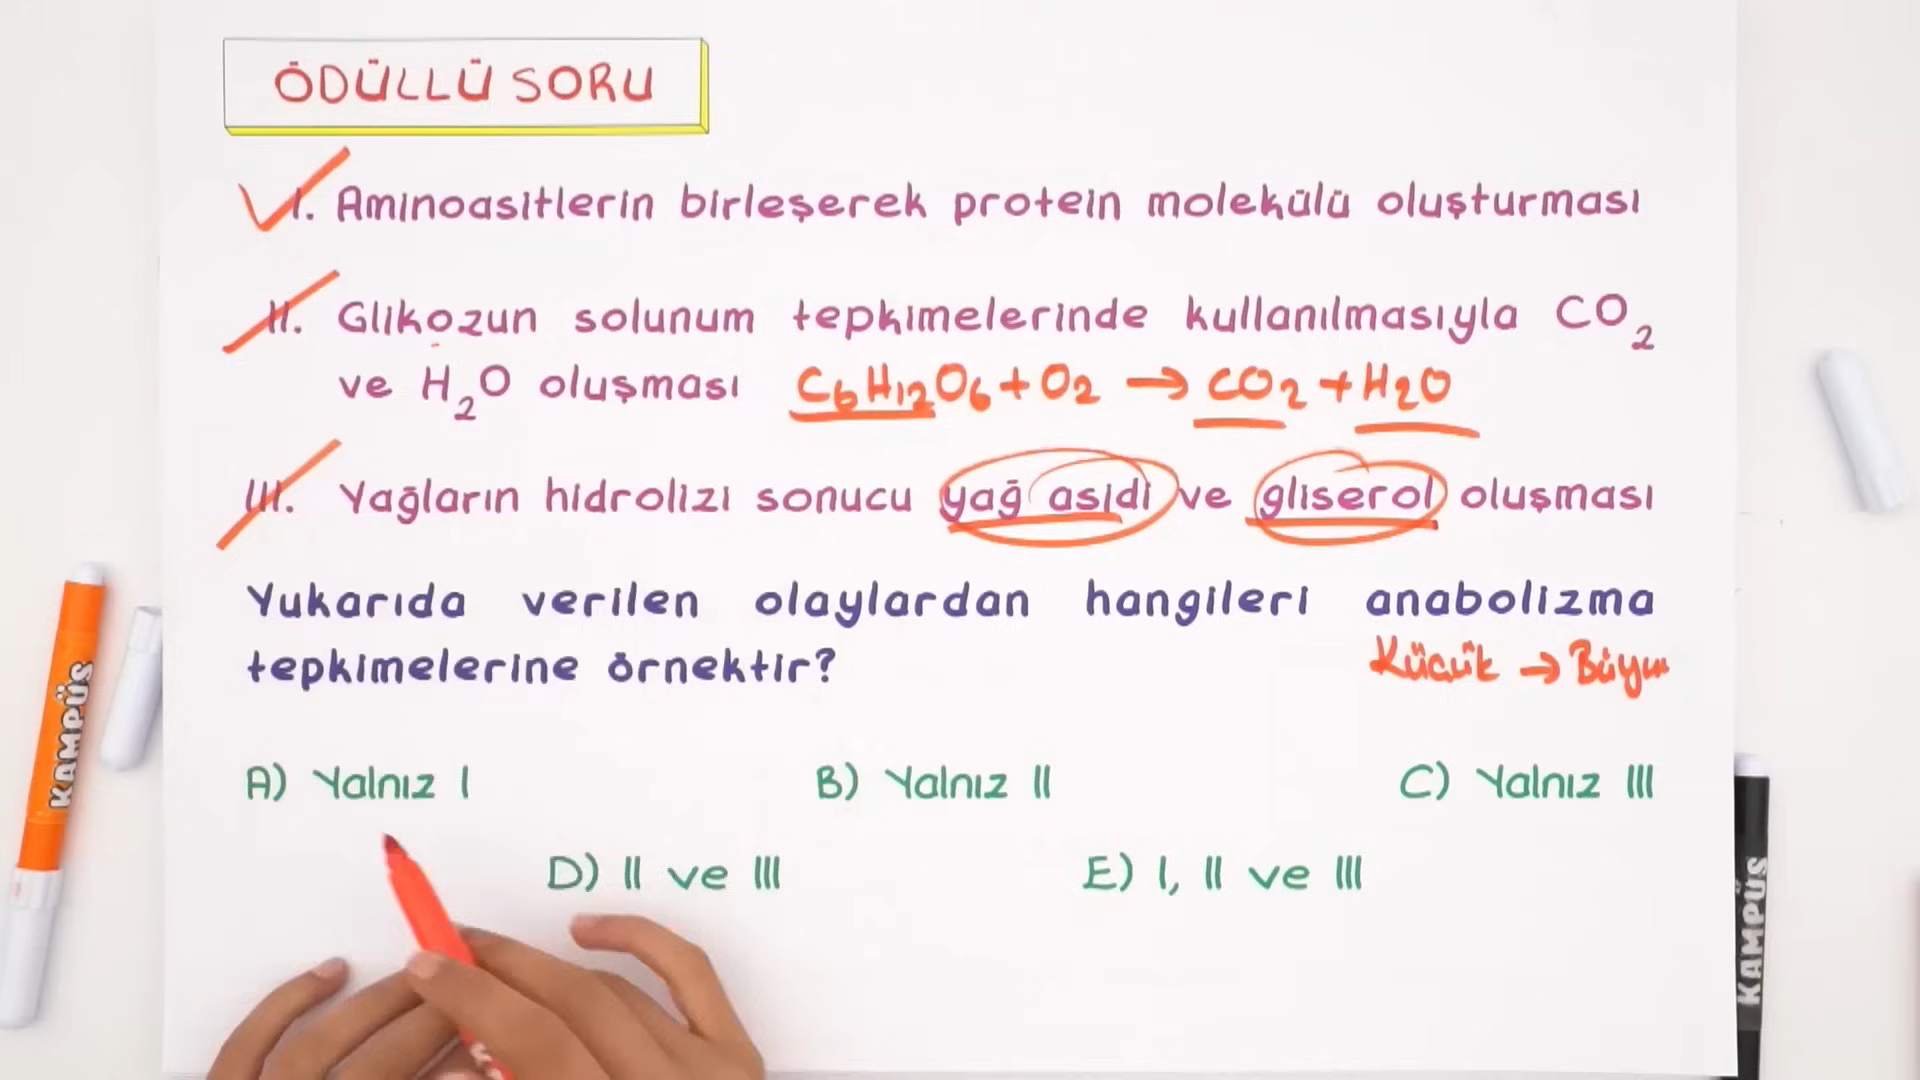 ÖDÜLLÜ SORU
I. Aminoasitlerin birleşerek protein molekülü oluşturması
II. Glikozun solunum tepkimelerinde kullanılmasıyla CO₂
ve H₂O oluşması C₆H₁₂O₆ + O₂ → CO₂ + H₂O
III. Yağların hidrolizi sonucu yağ asidi ve gliserol oluşması
Yukarıda verilen olaylardan hangileri anabolizma
tepkimelerine örnektir? Küçük → Büyü
A) Yalnız I B) Yalnız II C) Yalnız III
D) II ve III E) I, II ve III
KAMPÜS
KAMPÜS